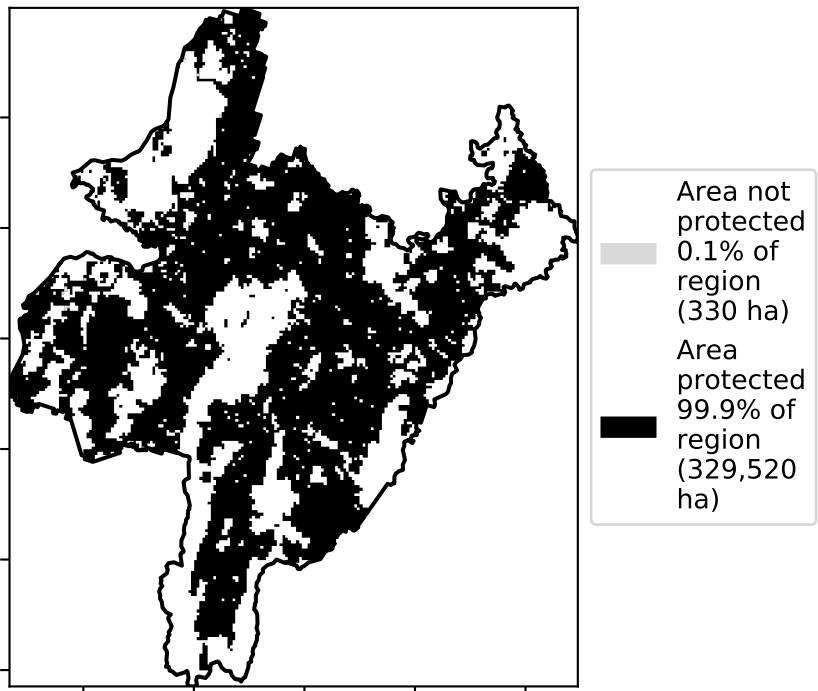 Area not
protected
0.1% of
region
(330 ha)
Area
protected
99.9% of
region
(329,520
ha)